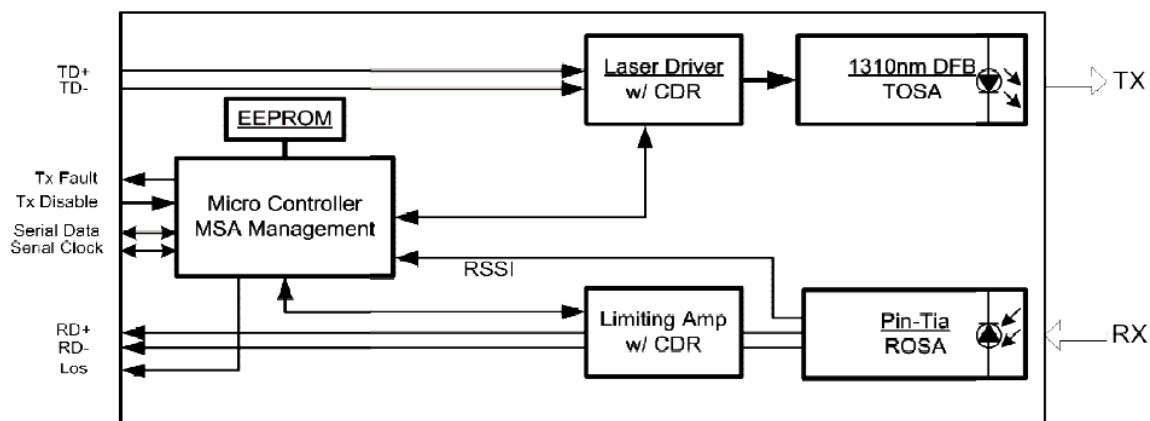 TD+
TD-
Laser Driver
w/ CDR
1310nm DFB
TOSA
TX
EEPROM
Tx Fault
Tx Disable
Serial Data
Serial Clock
Micro Controller
MSA Management
RSSI
RD+
RD-
Los
Limiting Amp
w/ CDR
Pin-Tia
ROSA
RX